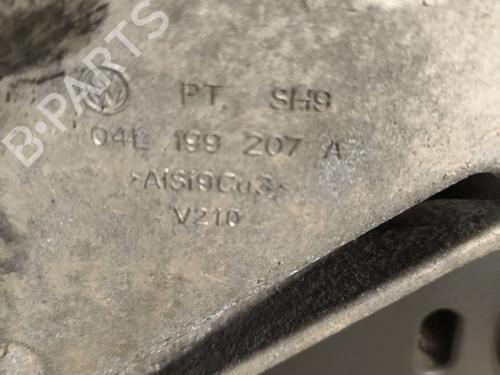 B-PARTS
PT. SH9
04L 199 207 A
>AlSi9Cu3<
V210